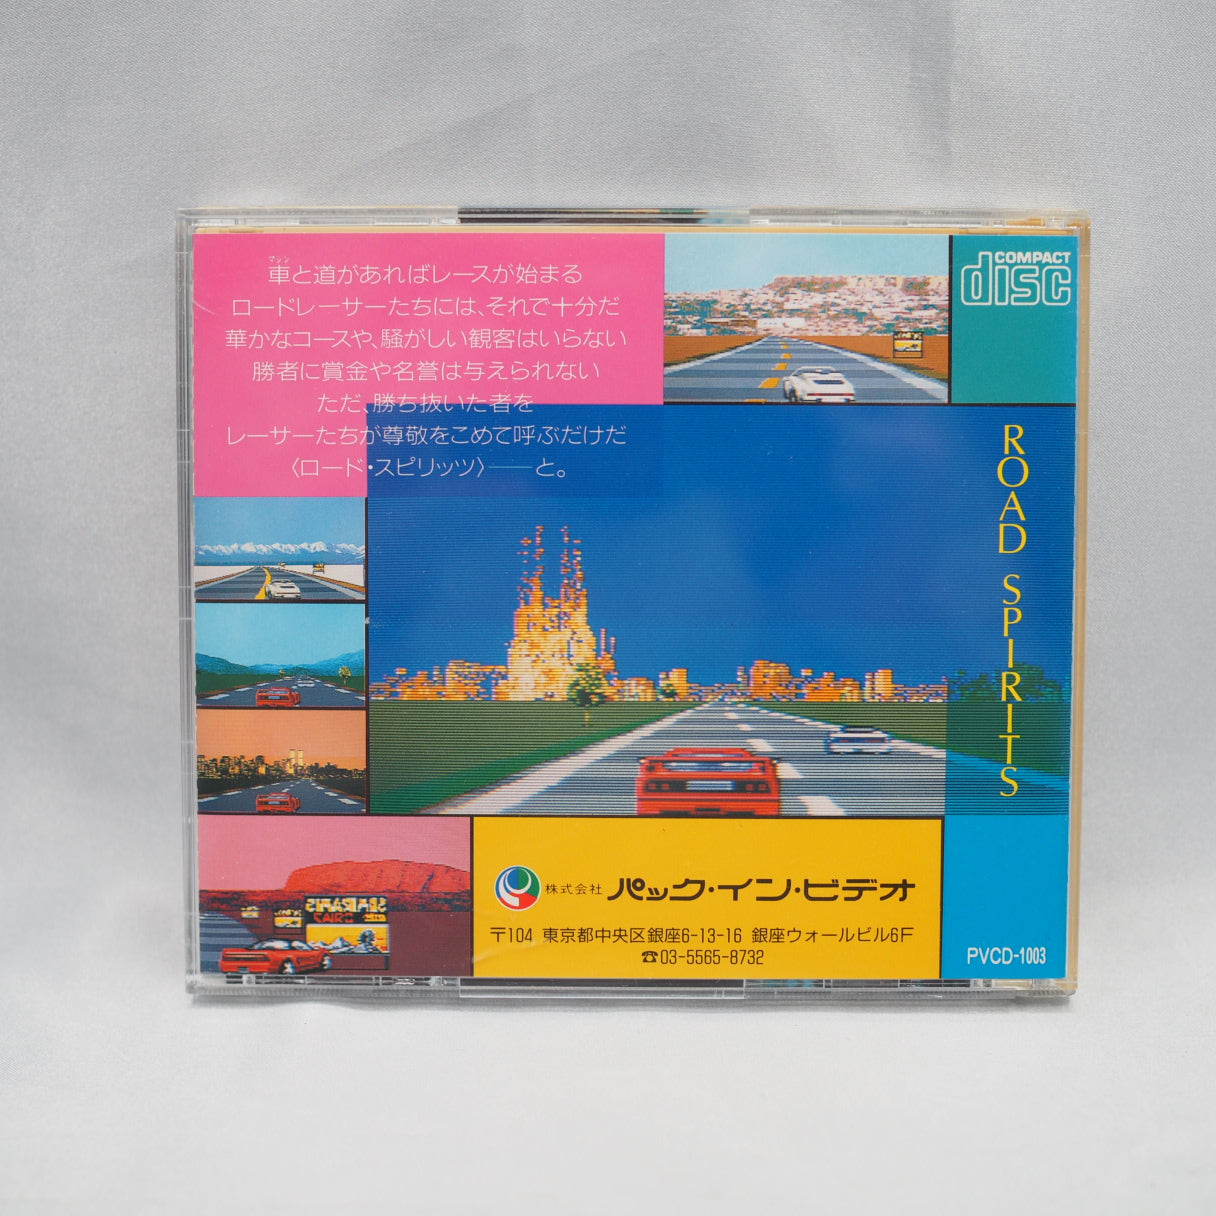 マシン
車と道があればレースが始まる
ロードレーサーたちには、それで十分だ
華かなコースや、騒がしい観客はいらない
勝者に賞金や名誉は与えられない
ただ、勝ち抜いた者を
レーサーたちが尊敬をこめて呼ぶだけだ
〈ロード・スピリッツ〉——と。
COMPACT
disc
ROAD SPIRITS
CAIRO
株式会社 パック・イン・ビデオ
〒104 東京都中央区銀座6-13-16 銀座ウォールビル6F
☎03-5565-8732
PVCD-1003